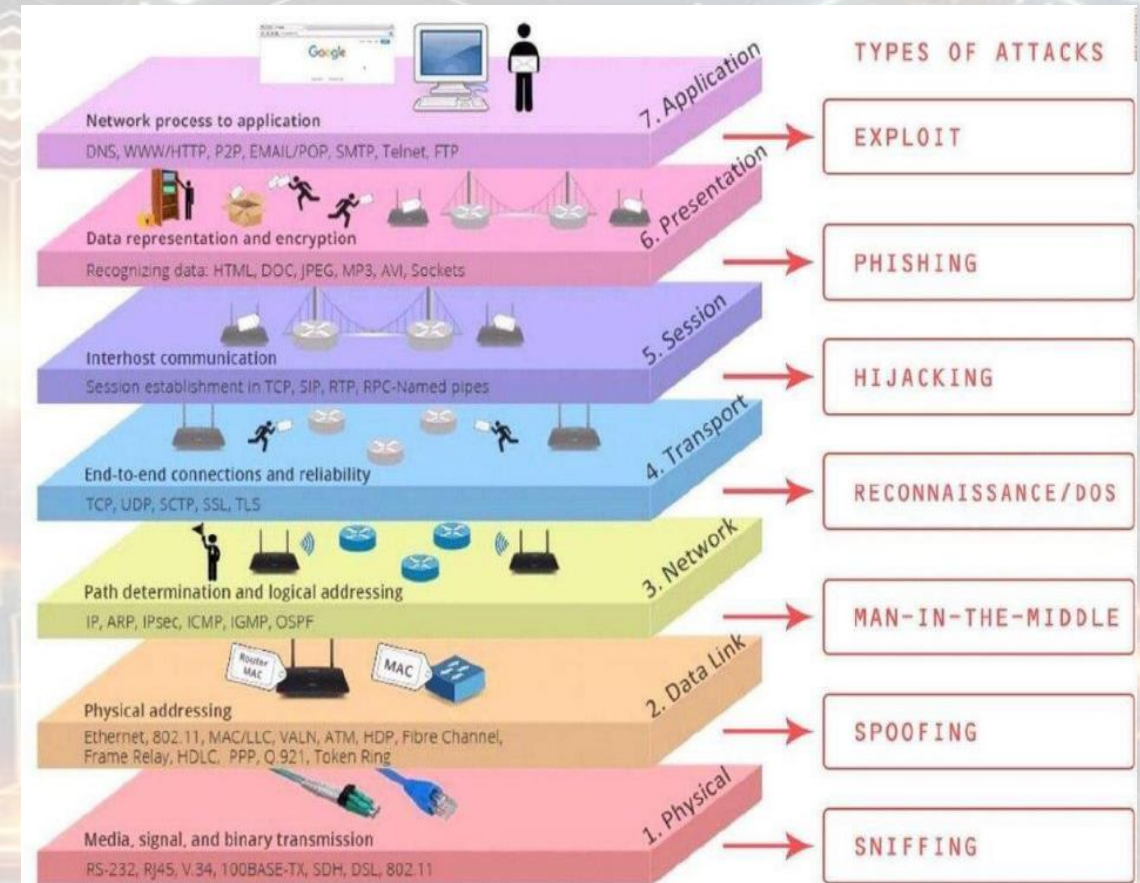 TYPES OF ATTACKS
Google
7. Application
Network process to application
DNS, WWW/HTTP, P2P, EMAIL/POP, SMTP, Telnet, FTP
EXPLOIT
6. Presentation
Data representation and encryption
Recognizing data: HTML, DOC, JPEG, MP3, AVI, Sockets
PHISHING
5. Session
Interhost communication
Session establishment in TCP, SIP, RTP, RPC-Named pipes
HIJACKING
4. Transport
End-to-end connections and reliability
TCP, UDP, SCTP, SSL, TLS
RECONNAISSANCE/DOS
3. Network
Path determination and logical addressing
IP, ARP, IPsec, ICMP, IGMP, OSPF
MAN-IN-THE-MIDDLE
Router
MAC
MAC
2. Data Link
Physical addressing
Ethernet, 802.11, MAC/LLC, VALN, ATM, HDP, Fibre Channel,
Frame Relay, HDLC, PPP, Q.921, Token Ring
SPOOFING
1. Physical
Media, signal, and binary transmission
RS-232, RJ45, V.34, 100BASE-TX, SDH, DSL, 802.11
SNIFFING